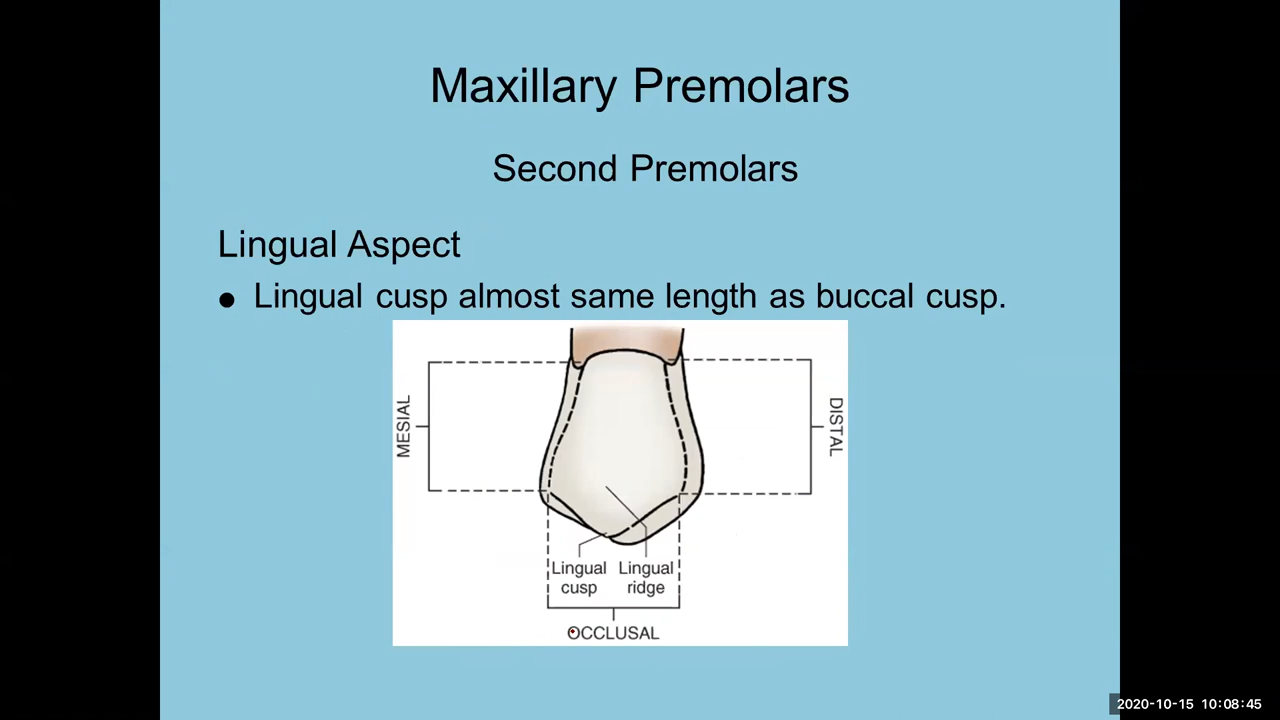 Maxillary Premolars
Second Premolars
Lingual Aspect
● Lingual cusp almost same length as buccal cusp.
MESIAL
DISTAL
Lingual cusp
Lingual ridge
OCCLUSAL
2020-10-15 10:08:45